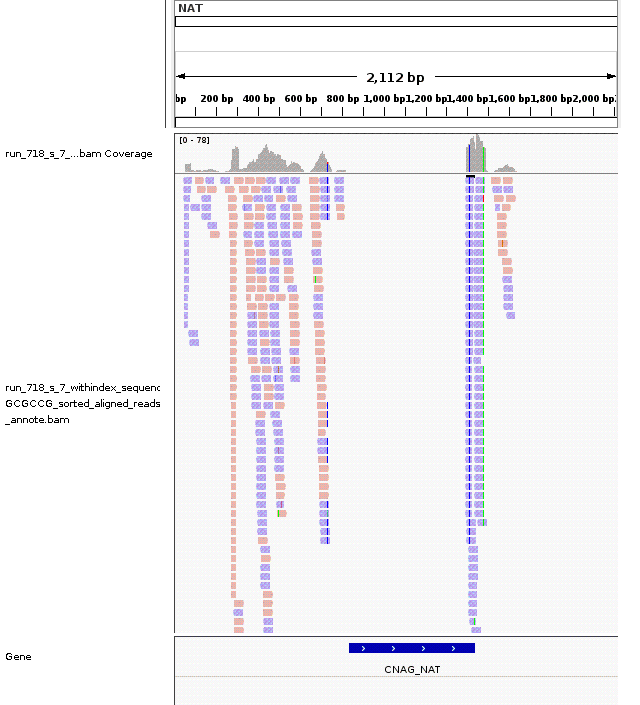 NAT
2,112 bp
bp 200 bp 400 bp 600 bp 800 bp 1,000 bp 1,200 bp 1,400 bp 1,600 bp 1,800 bp 2,000 bp
[0 - 78]
run_718_s_7_...bam Coverage
run_718_s_7_withindex_sequenc
GCGCCG_sorted_aligned_reads
_annote.bam
Gene
CNAG_NAT